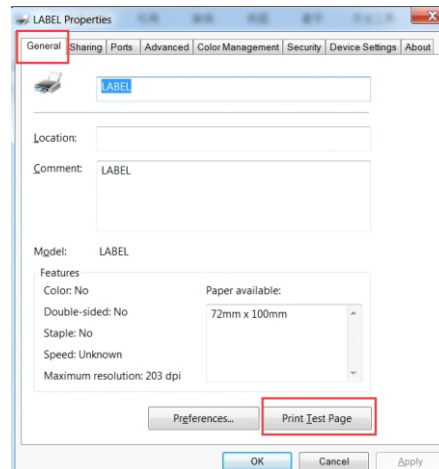 LABEL Properties
General Sharing Ports Advanced Color Management Security Device Settings About
LABEL
Location:
Comment: LABEL
Model: LABEL
Features
Color: No Paper available:
Double-sided: No 72mm x 100mm
Staple: No
Speed: Unknown
Maximum resolution: 203 dpi
Preferences... Print Test Page
OK Cancel Apply